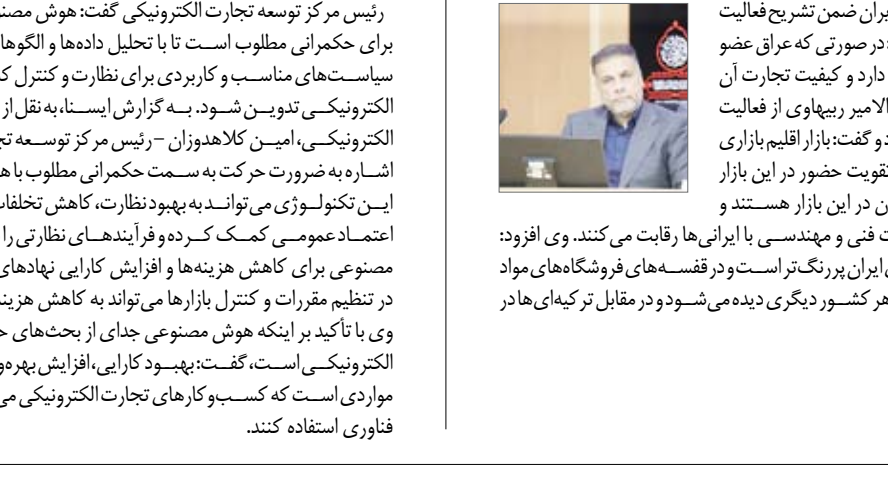 یران ضمن تشریح فعالیت
در صورتی که عراق عضو
دارد و کیفیت تجارت آن
الامیر ربیهاوی از فعالیت
و گفت: بازار اقلیم بازاری
تقویت حضور در این بازار
ن در این بازار هستند و
ت فنی و مهندسی با ایرانی‌ها رقابت می‌کنند. وی افزود:
ایران پررنگ‌تر است و در قفسه‌های فروشگاه‌های مواد
هر کشور دیگری دیده می‌شود و در مقابل ترکیه‌ای‌ها در
رئیس مرکز توسعه تجارت الکترونیکی گفت: هوش مصنو
برای حکمرانی مطلوب است تا با تحلیل داده‌ها و الگوها
سیاست‌های مناسب و کاربردی برای نظارت و کنترل ک
الکترونیکی تدوین شود. به گزارش ایسنا، به نقل از
الکترونیکی، امین کلاهدوزان – رئیس مرکز توسعه تج
اشاره به ضرورت حرکت به سمت حکمرانی مطلوب با ه
این تکنولوژی می‌تواند به بهبود نظارت، کاهش تخلفات
اعتماد عمومی کمک کرده و فرآیندهای نظارتی را
مصنوعی برای کاهش هزینه‌ها و افزایش کارایی نهادهای
در تنظیم مقررات و کنترل بازارها می‌تواند به کاهش هزینه
وی با تأکید بر اینکه هوش مصنوعی جدای از بحث‌های ح
الکترونیکی است، گفت: بهبود کارایی، افزایش بهره‌و
مواردی است که کسب‌وکارهای تجارت الکترونیکی می
فناوری استفاده کنند.